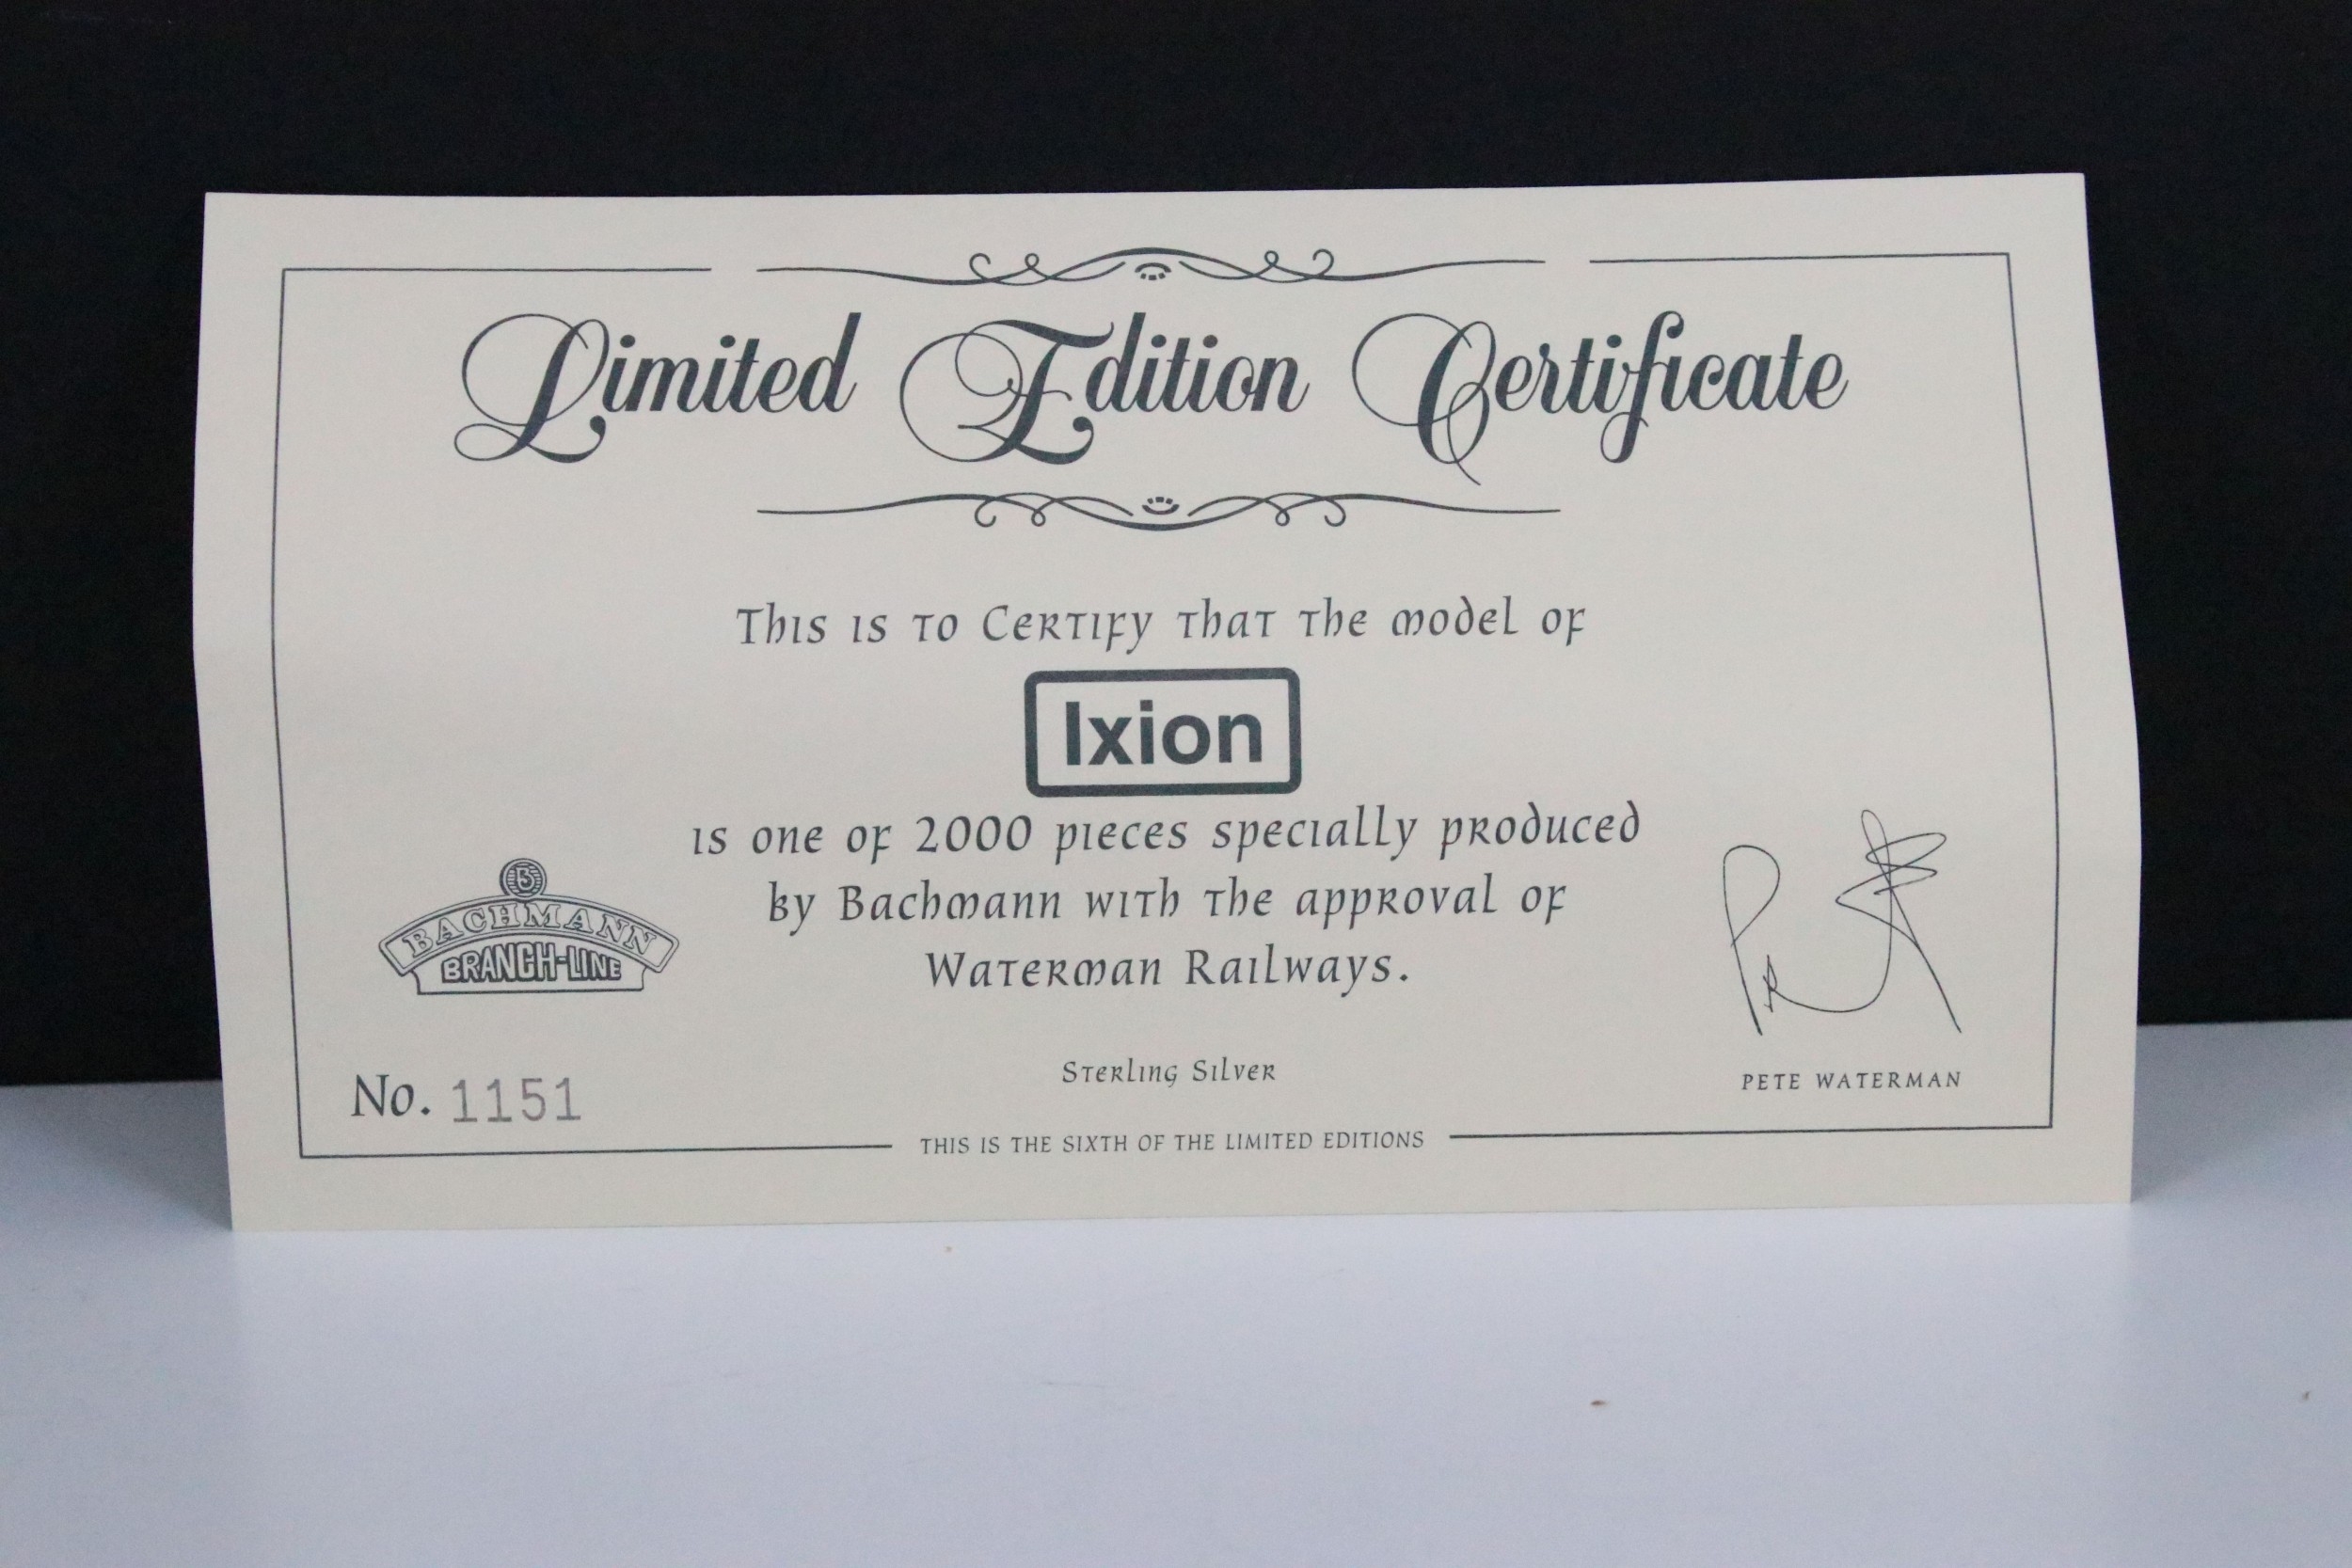 Limited Edition Certificate
This is to Certify that the model of
Ixion
is one of 2000 pieces specially produced
by Bachmann with the approval of
Waterman Railways.
B
BACHMANN
BRANCH-LINE
No. 1151
Sterling Silver
PETE WATERMAN
THIS IS THE SIXTH OF THE LIMITED EDITIONS